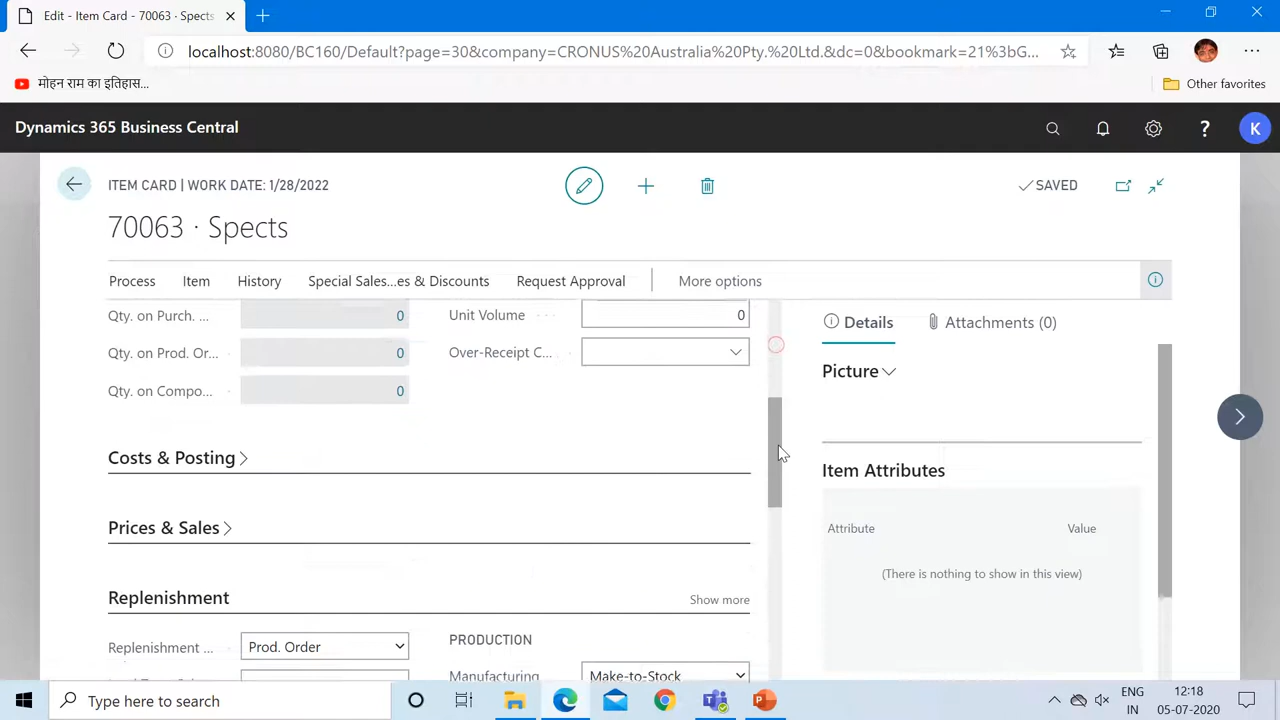 Edit - Item Card - 70063 · Spects
localhost:8080/BC160/Default?page=30&company=CRONUS%20Australia%20Pty.%20Ltd.&dc=0&bookmark=21%3bG...
मोहन राम का इतिहास...
Other favorites
Dynamics 365 Business Central
?
K
ITEM CARD | WORK DATE: 1/28/2022
SAVED
70063 · Spects
Process
Item
History
Special Sales...es & Discounts
Request Approval
More options
Qty. on Purch. ...
0
Unit Volume
0
Details
Attachments (0)
Qty. on Prod. Or...
0
Over-Receipt C...
Picture
Qty. on Compo...
0
Costs & Posting
Item Attributes
Prices & Sales
Attribute
Value
(There is nothing to show in this view)
Replenishment
Show more
Replenishment ...
Prod. Order
PRODUCTION
Manufacturing
Make-to-Stock
Type here to search
ENG
IN
12:18
05-07-2020